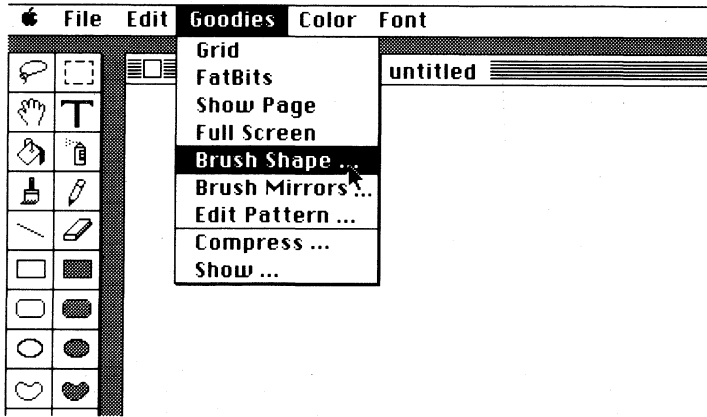 File Edit Goodies Color Font
untitled
Grid
FatBits
Show Page
Full Screen
Brush Shape ...
Brush Mirrors ...
Edit Pattern ...
Compress ...
Show ...
T